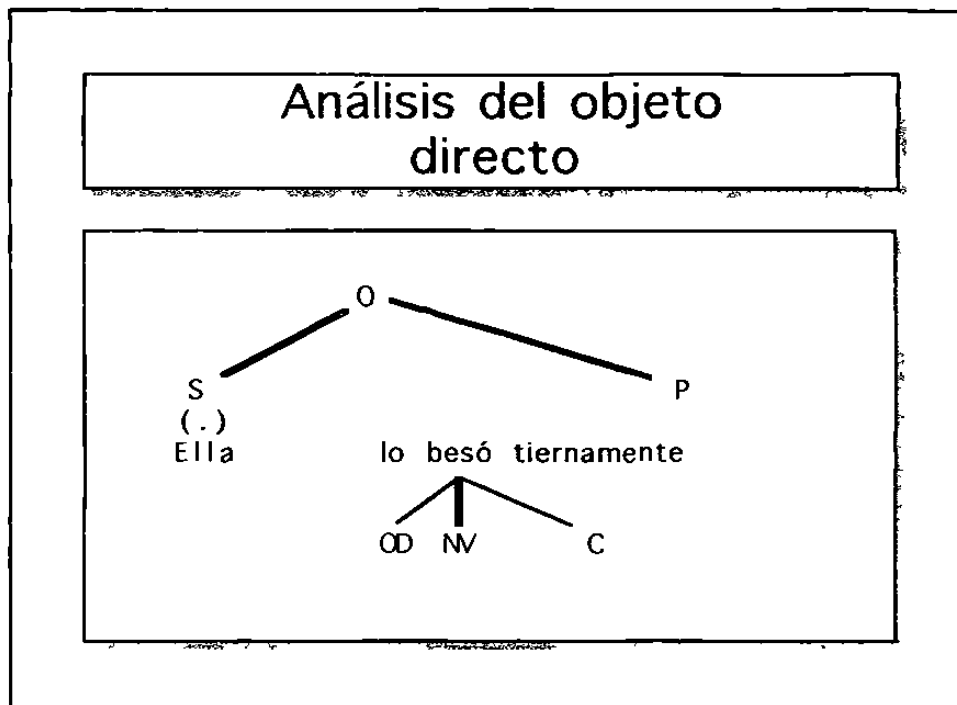 Análisis del objeto
directo
O
S P
(.)
Ella lo besó tiernamente
OD NV C